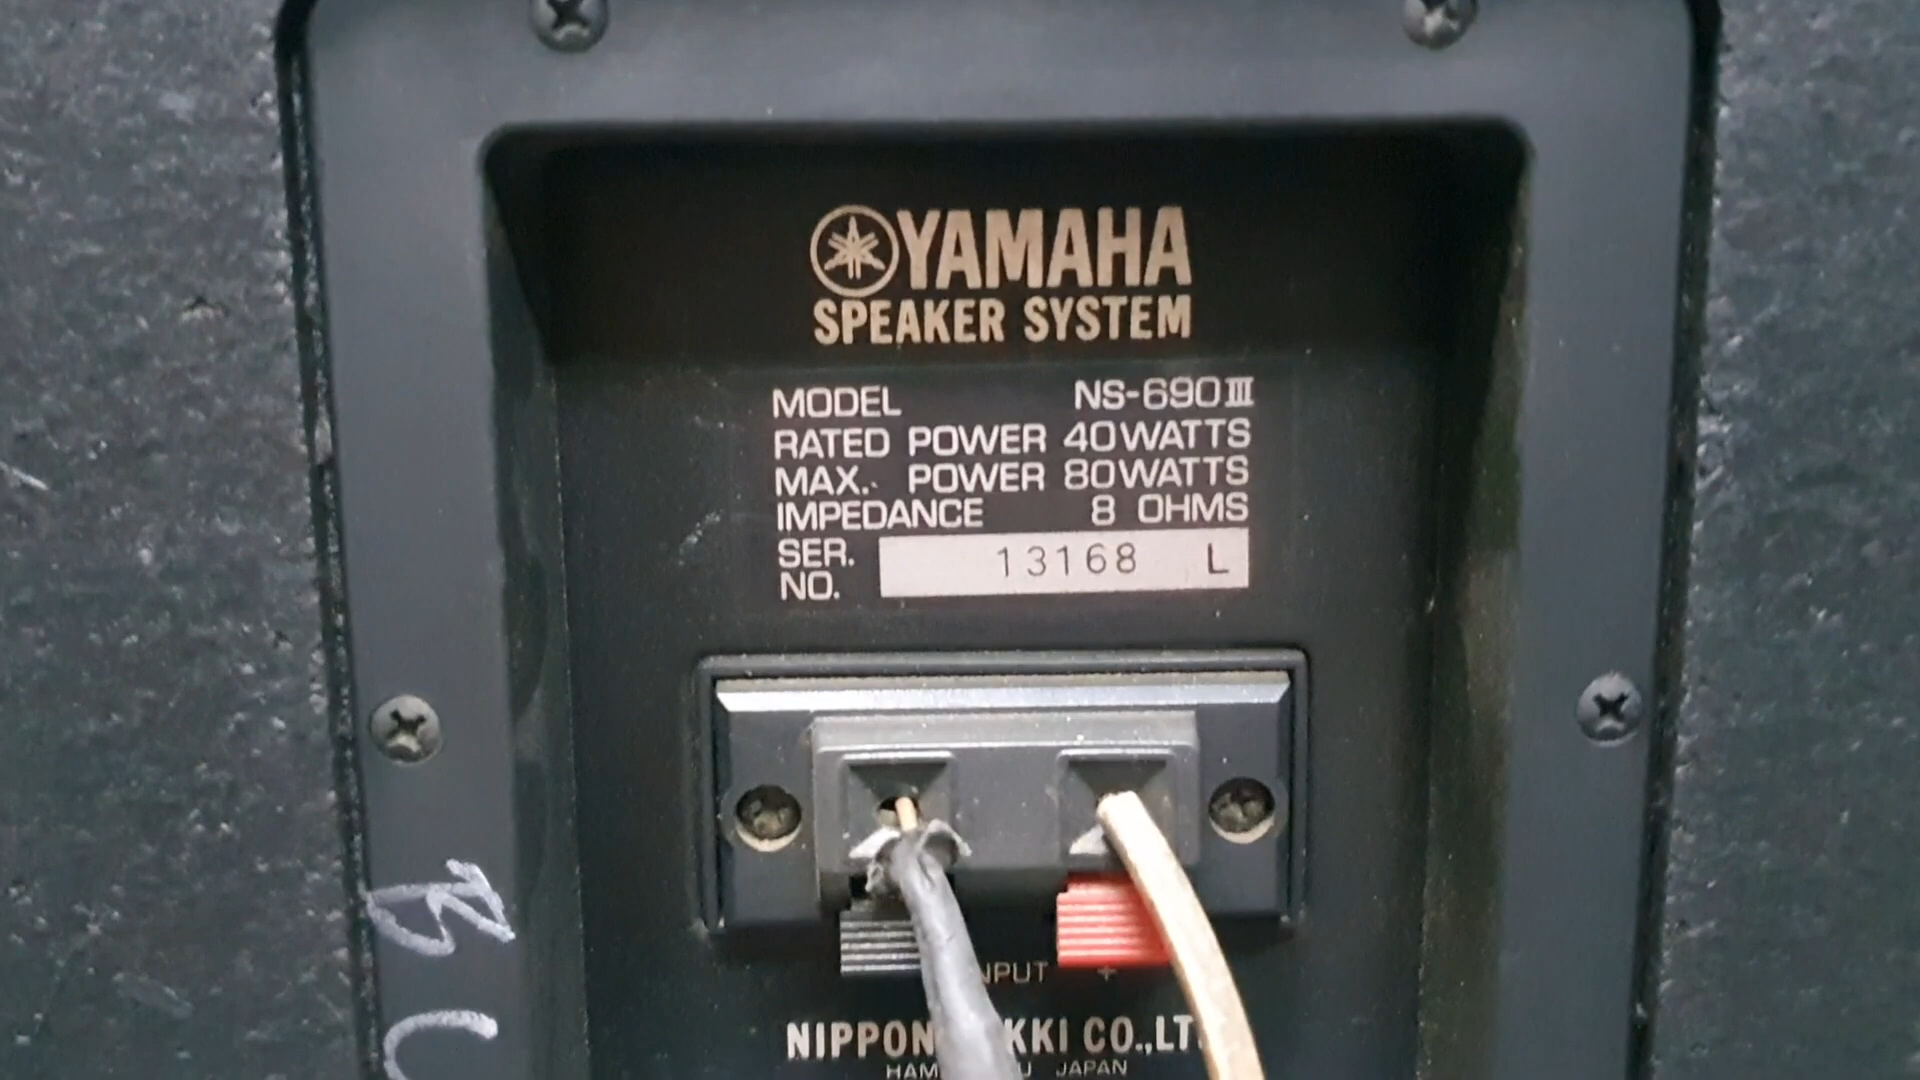 YAMAHA
SPEAKER SYSTEM
MODEL NS-690III
RATED POWER 40WATTS
MAX. POWER 80WATTS
IMPEDANCE 8 OHMS
SER. NO. 13168 L
+
CO.,
JAPAN